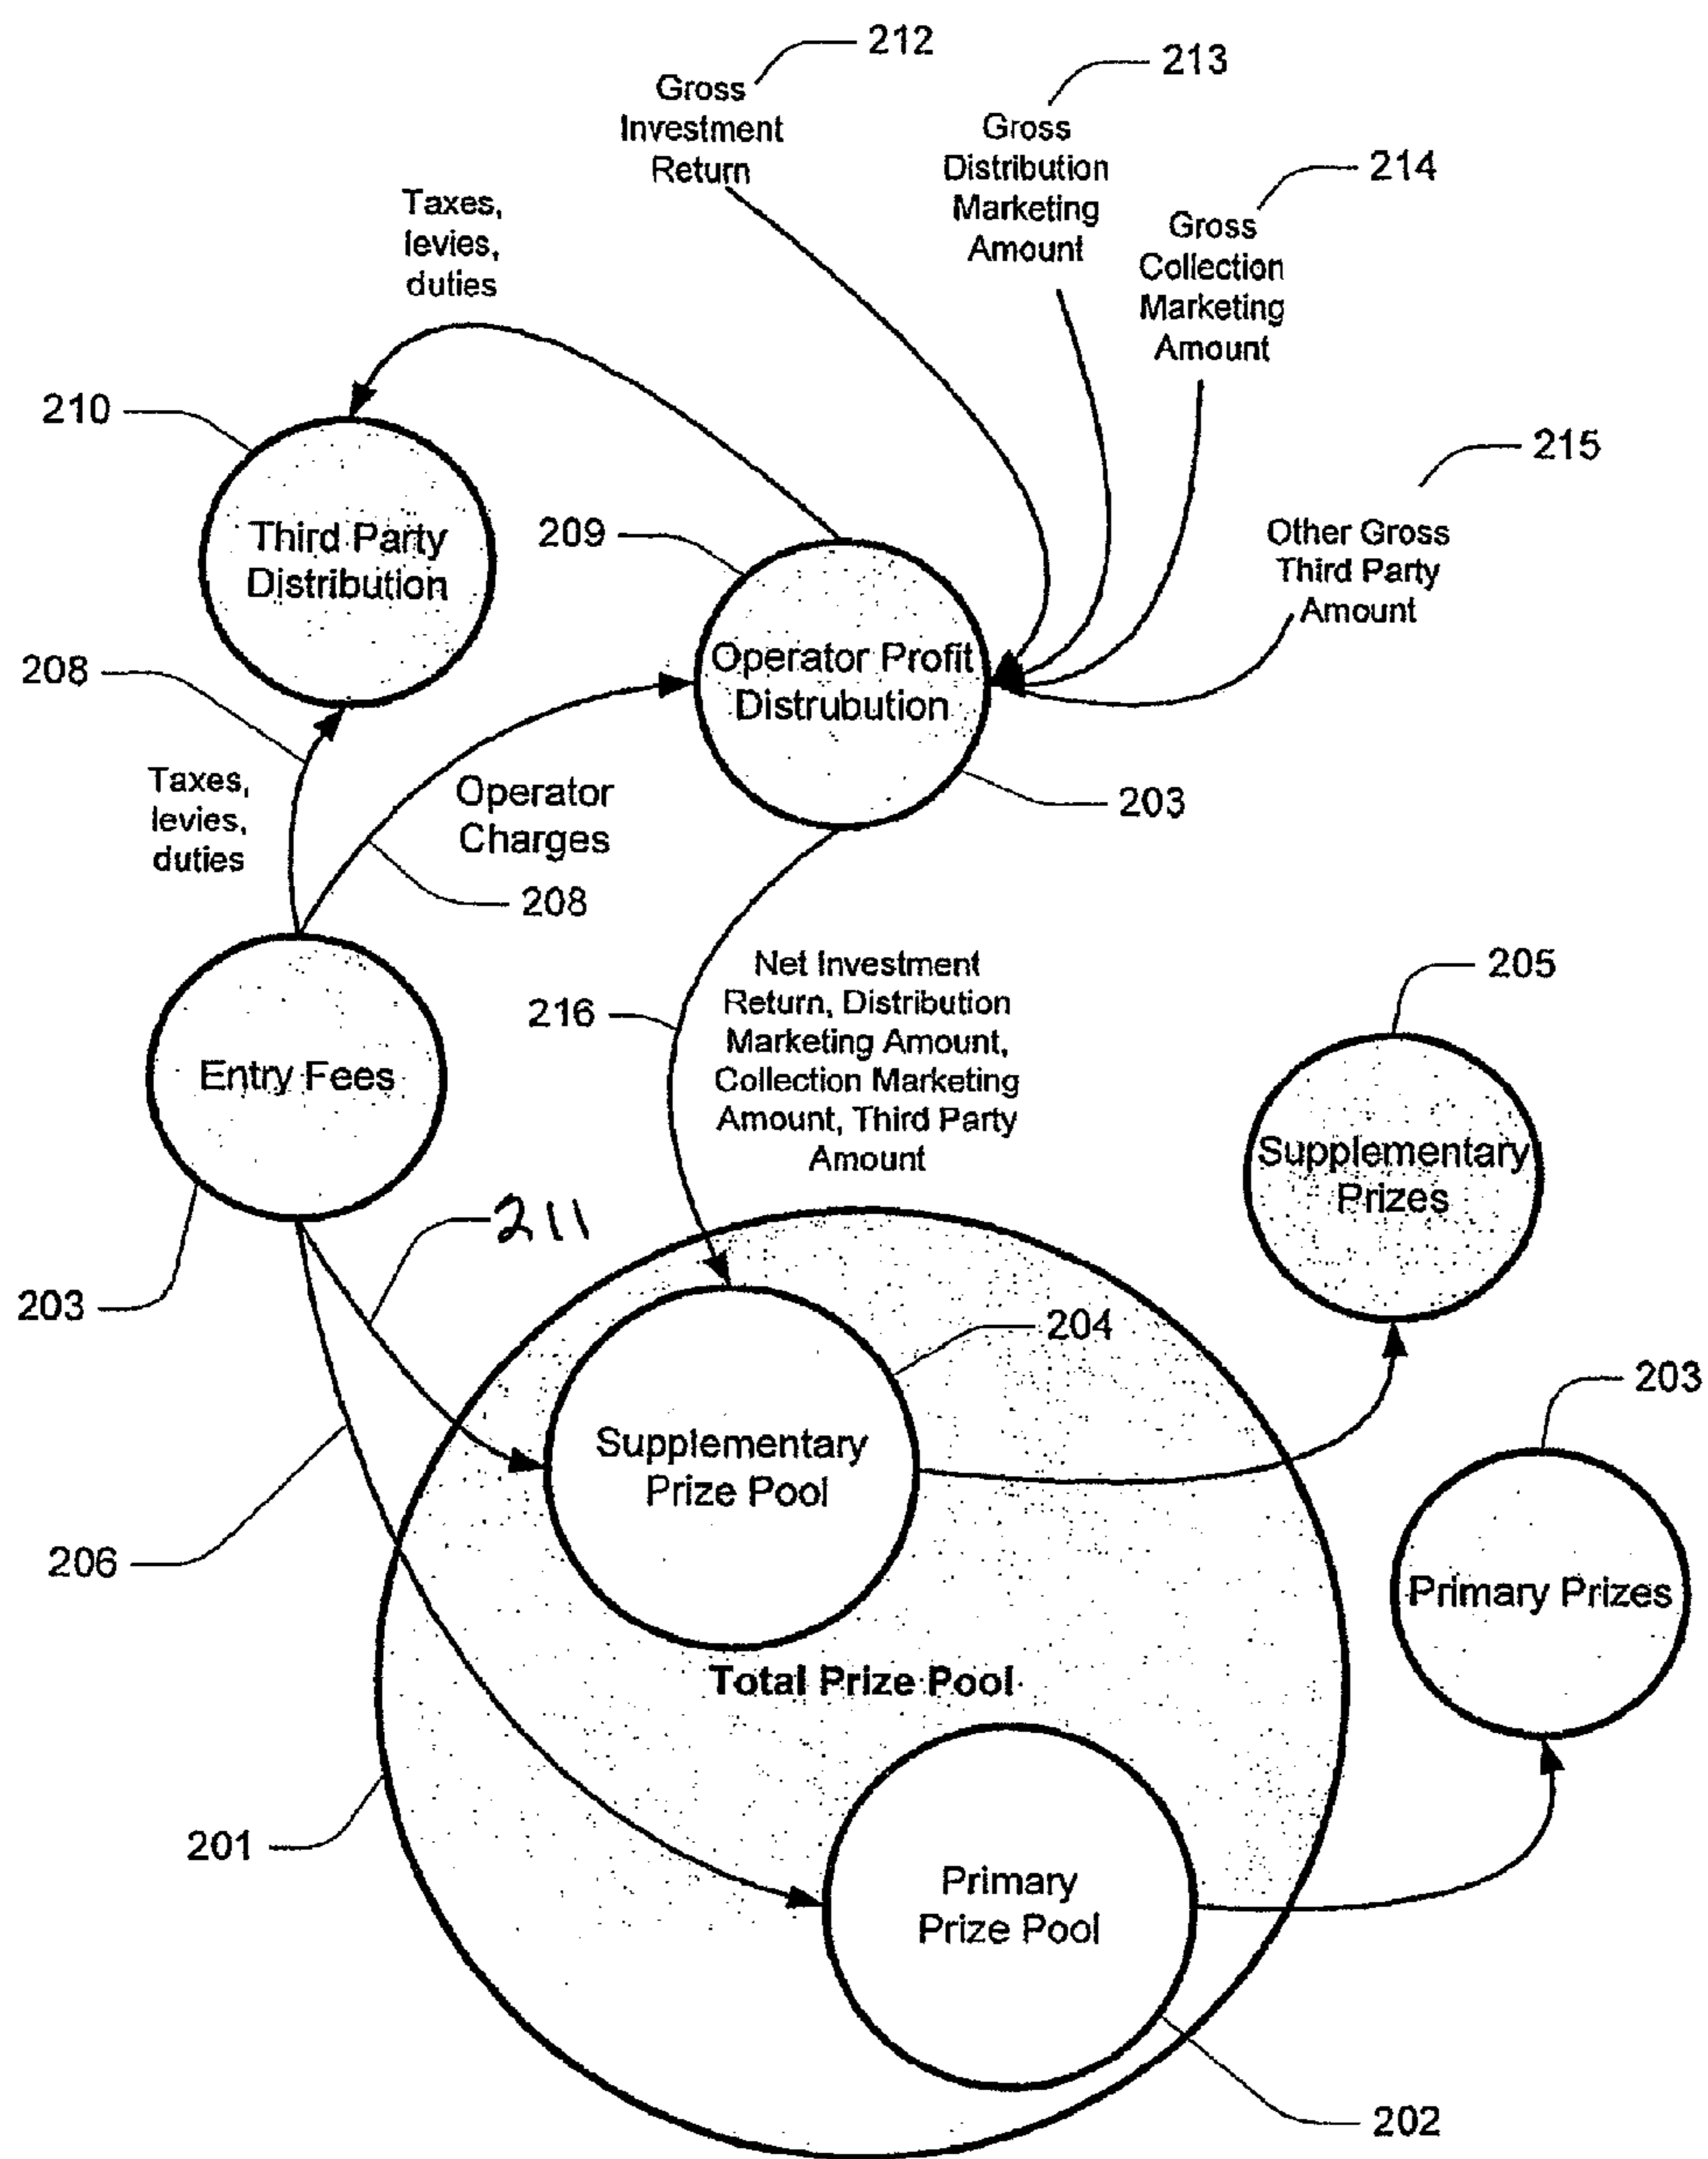 212
Gross
Investment
Return
213
Gross
Distribution
Marketing
Amount
214
Gross
Collection
Marketing
Amount
Taxes,
levies,
duties
210
Third Party
Distribution
209
Operator Profit
Distrubution
203
215
Other Gross
Third Party
Amount
208
Taxes,
levies,
duties
Operator
Charges
208
Entry Fees
203
216
Net Investment
Return, Distribution
Marketing Amount,
Collection Marketing
Amount, Third Party
Amount
205
Supplementary
Prizes
211
204
Supplementary
Prize Pool
203
Primary Prizes
206
Total Prize Pool
201
Primary
Prize Pool
202